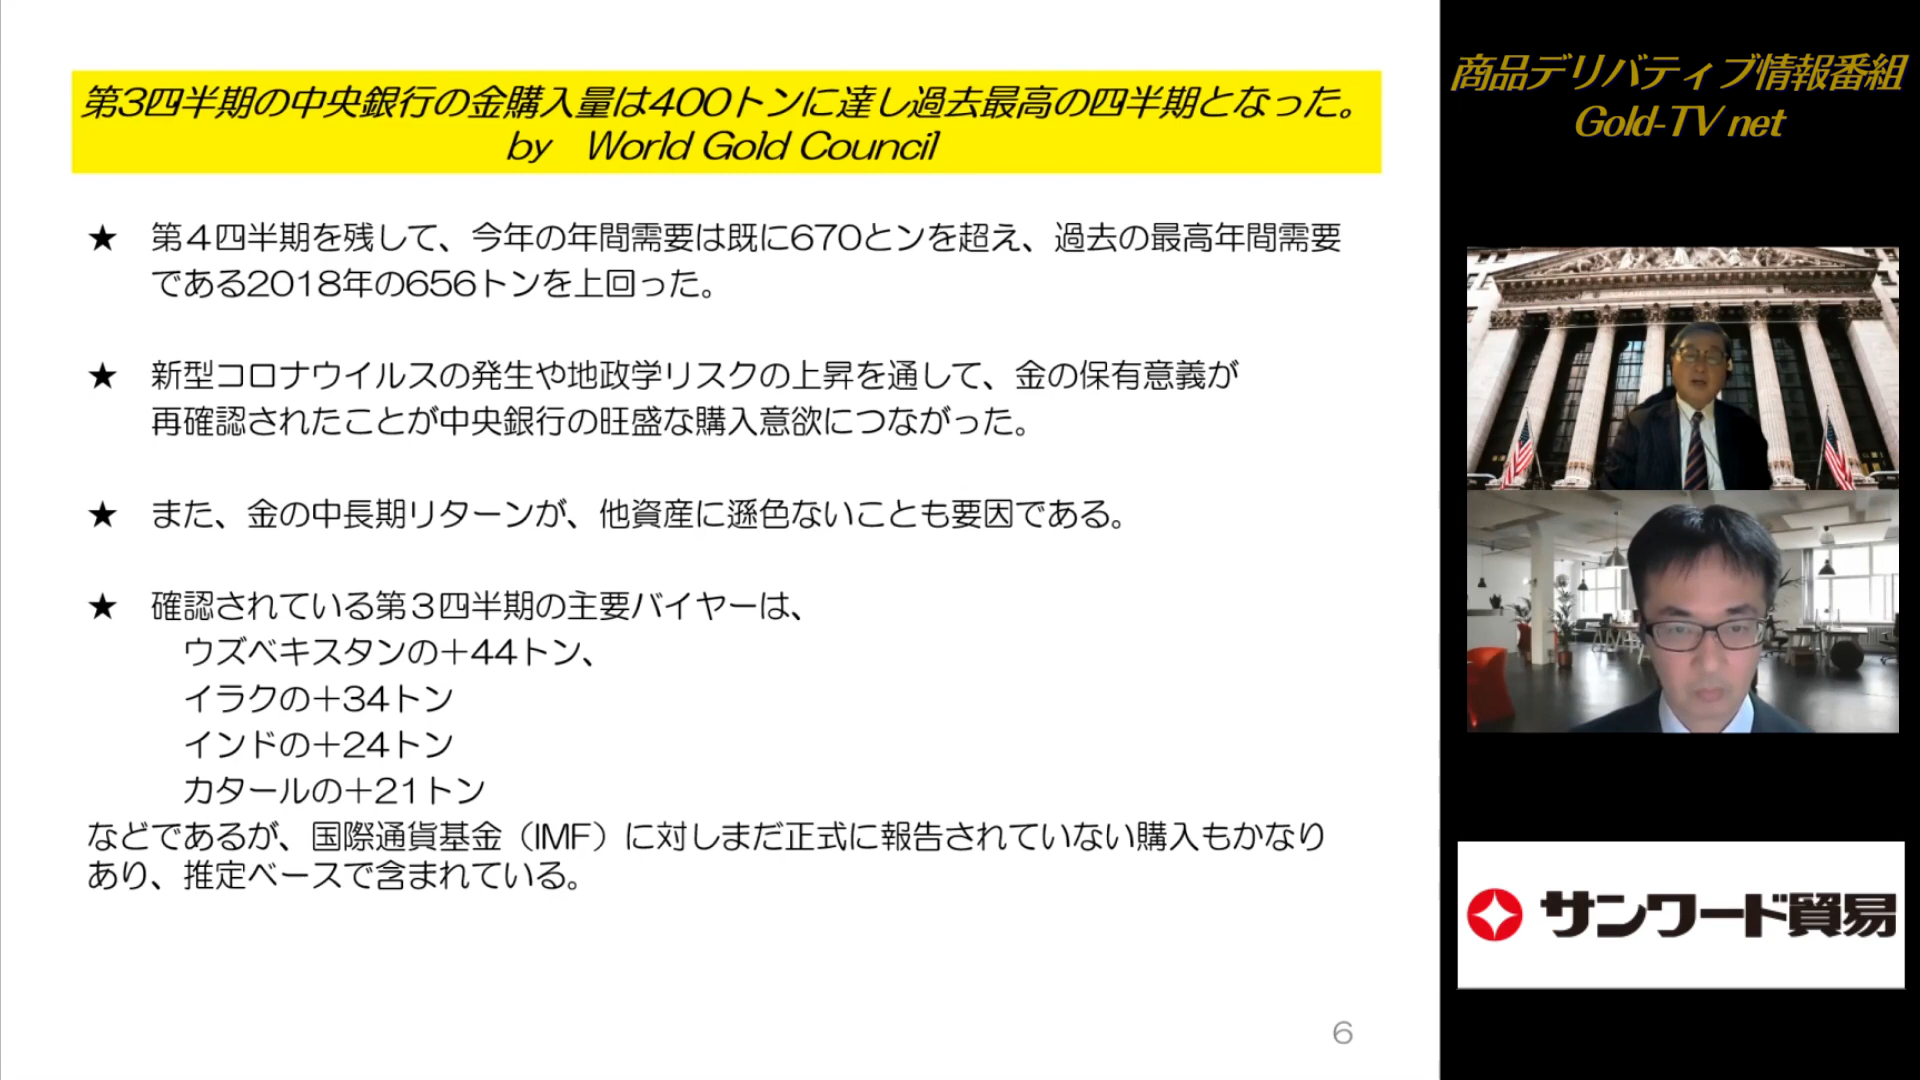 第3四半期の中央銀行の金購入量は400トンに達し過去最高の四半期となった。
by World Gold Council
★ 第４四半期を残して、今年の年間需要は既に670とンを超え、過去の最高年間需要
である2018年の656トンを上回った。
★ 新型コロナウイルスの発生や地政学リスクの上昇を通して、金の保有意義が
再確認されたことが中央銀行の旺盛な購入意欲につながった。
★ また、金の中長期リターンが、他資産に遜色ないことも要因である。
★ 確認されている第３四半期の主要バイヤーは、
ウズベキスタンの＋44トン、
イラクの＋34トン
インドの＋24トン
カタールの＋21トン
などであるが、国際通貨基金（IMF）に対しまだ正式に報告されていない購入もかなり
あり、推定ベースで含まれている。
6
商品デリバティブ情報番組
Gold-TV net
サンワード貿易